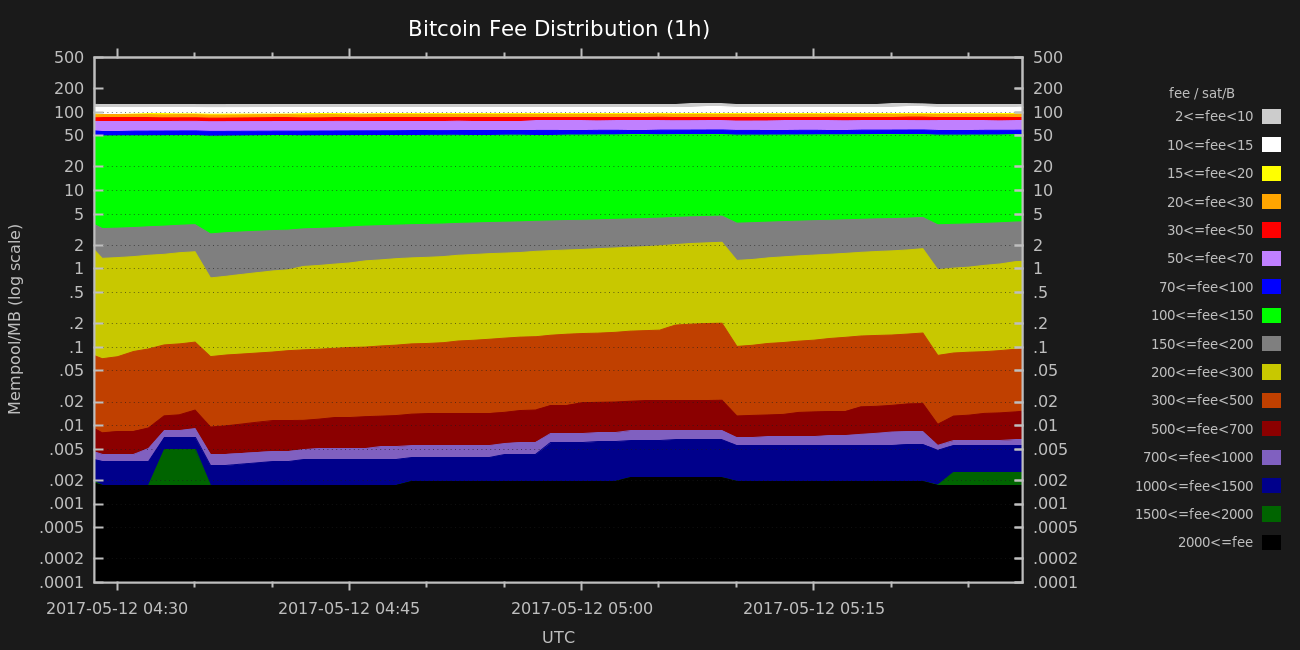 Bitcoin Fee Distribution (1h)
Mempool/MB (log scale)
500
200
100
50
20
10
5
2
1
.5
.2
.1
.05
.02
.01
.005
.002
.001
.0005
.0002
.0001
500
200
100
50
20
10
5
2
1
.5
.2
.1
.05
.02
.01
.005
.002
.001
.0005
.0002
.0001
2017-05-12 04:30 2017-05-12 04:45 2017-05-12 05:00 2017-05-12 05:15
UTC
fee / sat/B
2<=fee<10
10<=fee<15
15<=fee<20
20<=fee<30
30<=fee<50
50<=fee<70
70<=fee<100
100<=fee<150
150<=fee<200
200<=fee<300
300<=fee<500
500<=fee<700
700<=fee<1000
1000<=fee<1500
1500<=fee<2000
2000<=fee